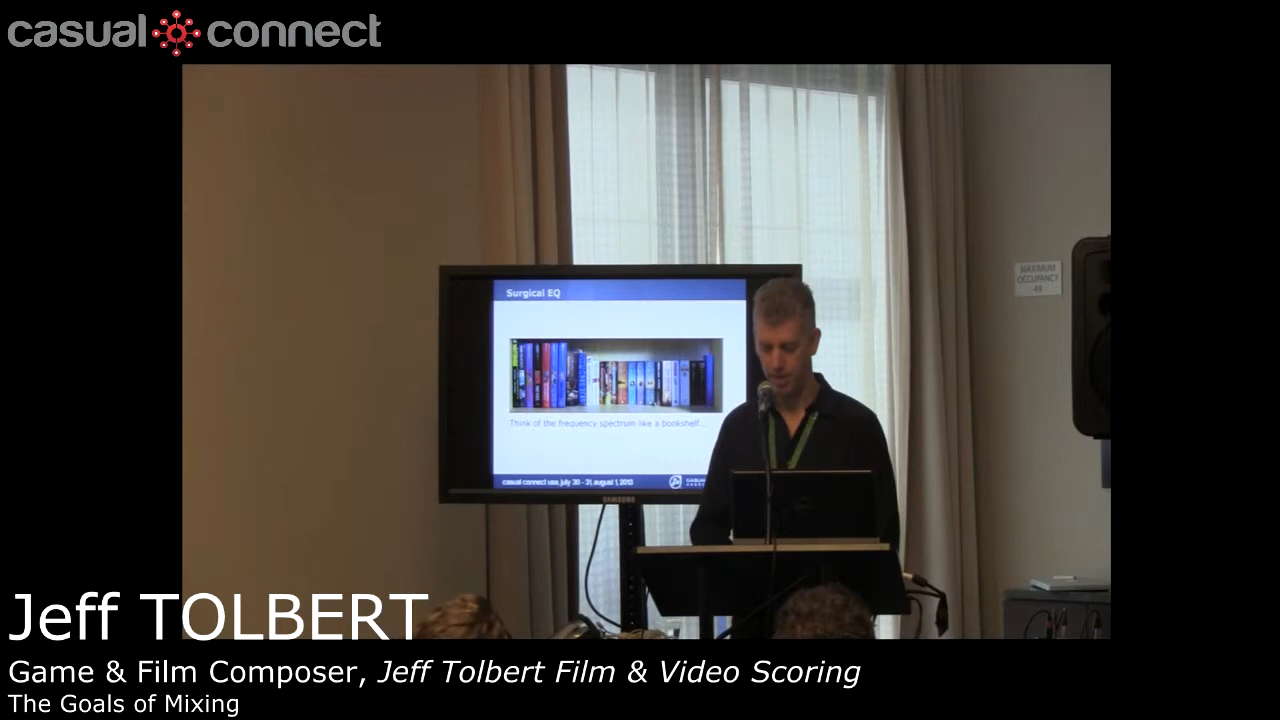 casual connect
MAXIMUM
OCCUPANCY
49
Surgical EQ
Think of the frequency spectrum like a bookshelf...
casual connect usa, july 30 - 31, august 1, 2013
SAMSUNG
Jeff TOLBERT
Game & Film Composer, Jeff Tolbert Film & Video Scoring
The Goals of Mixing